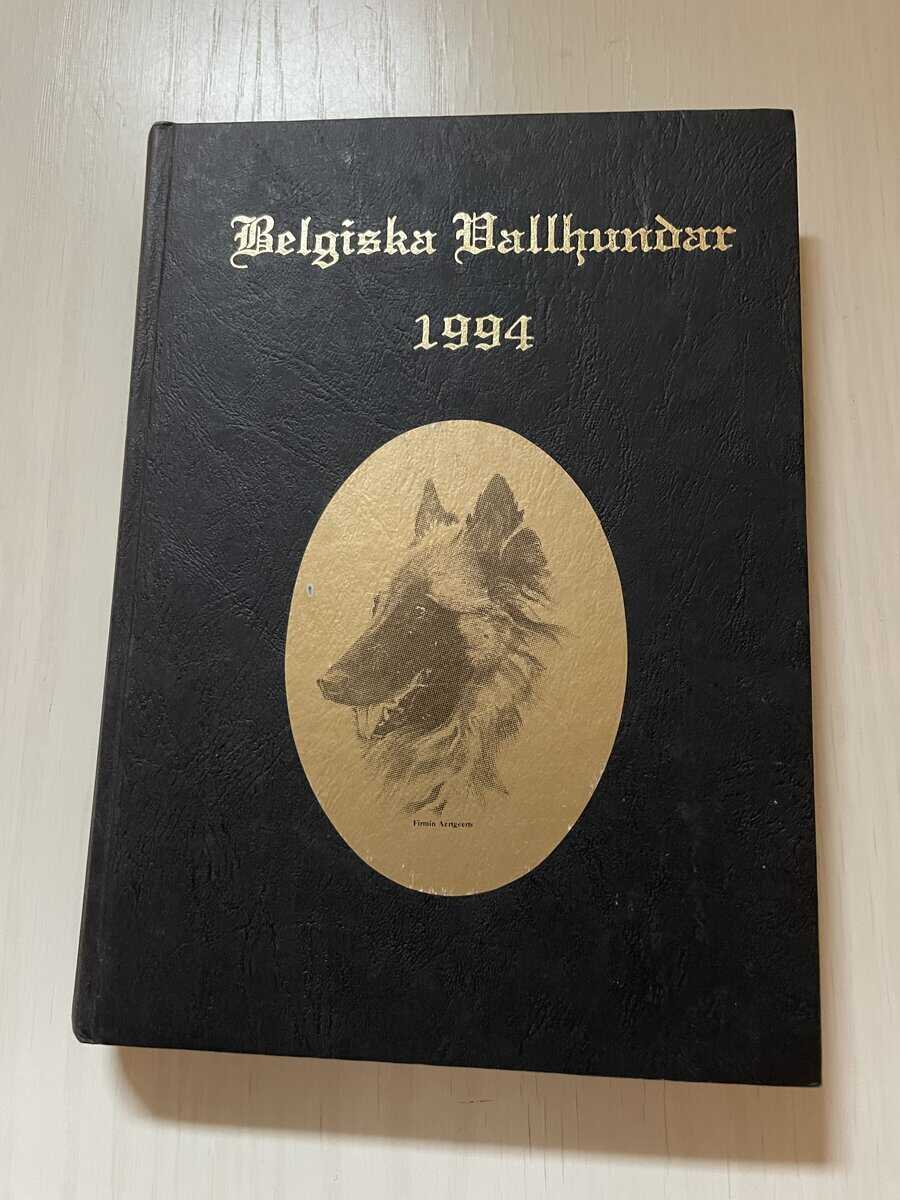 Belgiska Vallhundar
1994
Firmin Aertgeerts